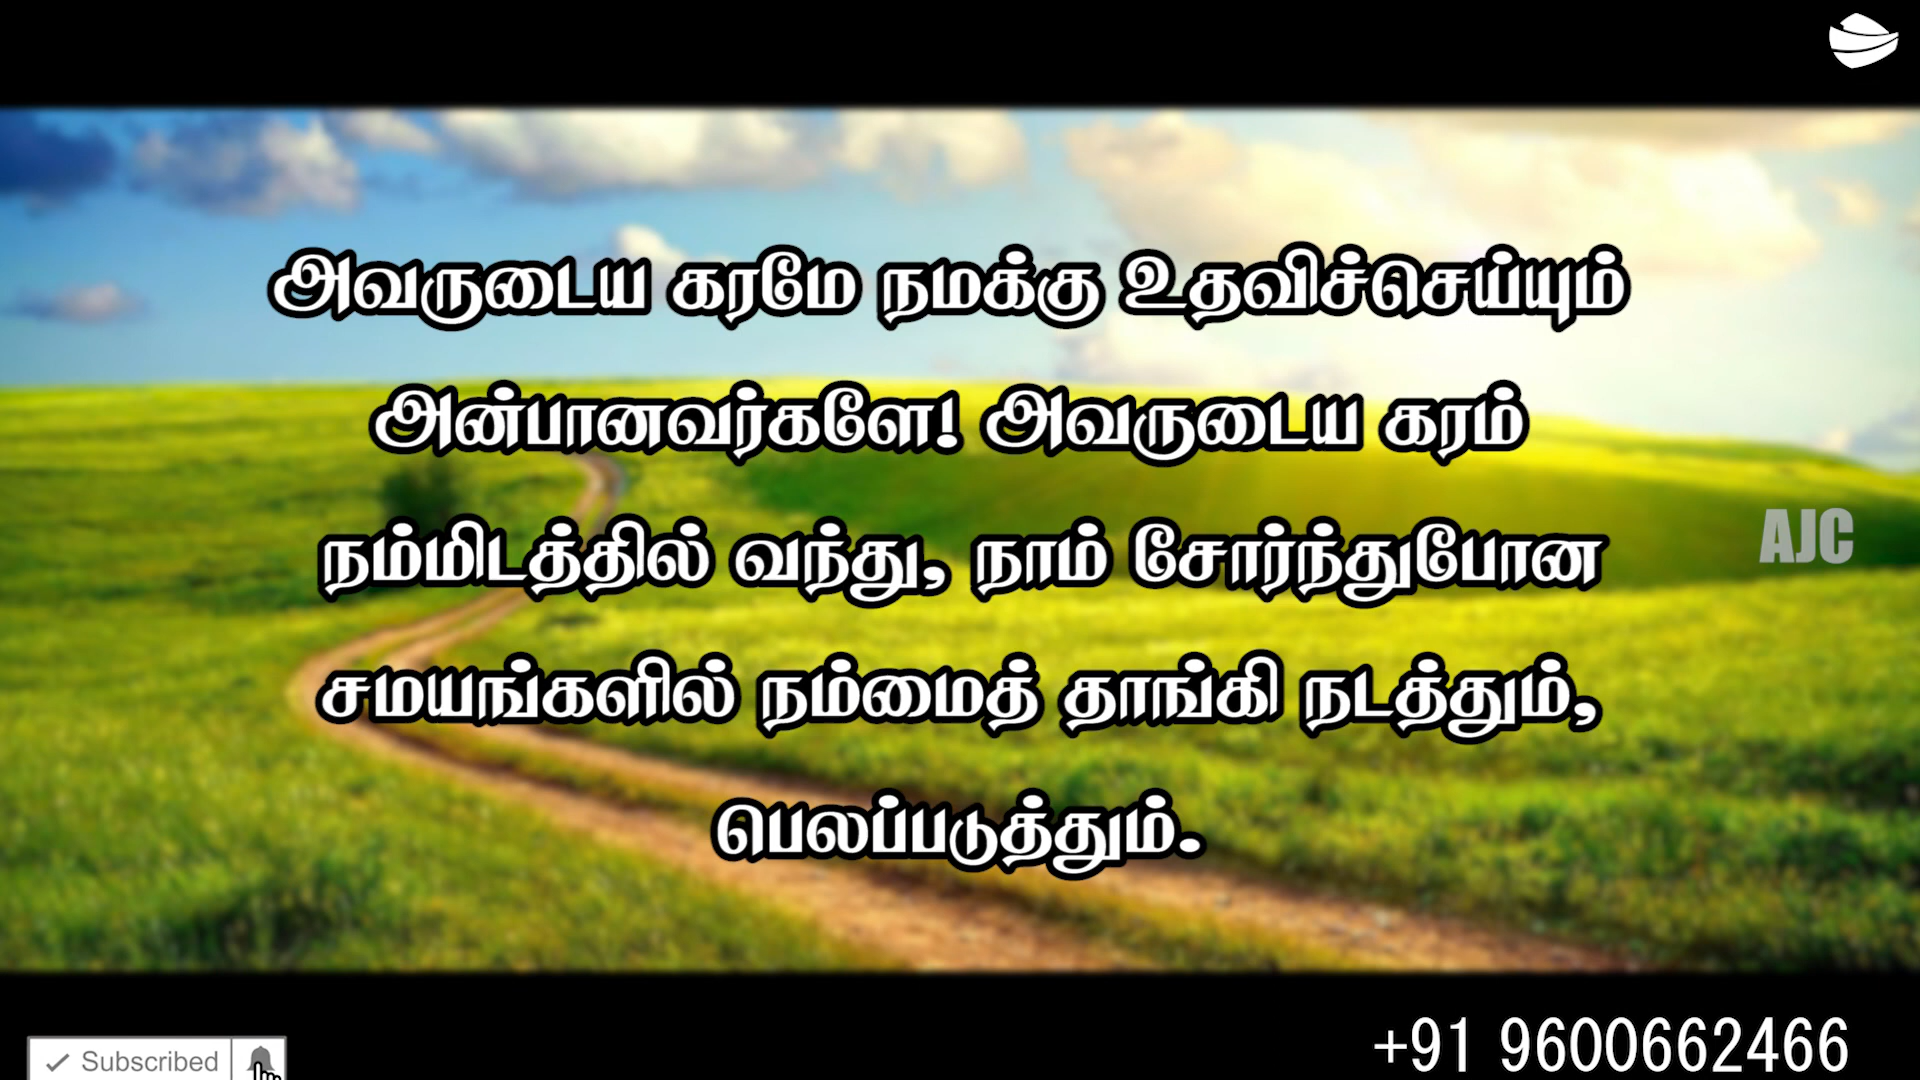 அவருடைய கரமே நமக்கு உதவிச்செய்யும்
அன்பானவர்களே! அவருடைய கரம்
நம்மிடத்தில் வந்து, நாம் சோர்ந்துபோன
சமயங்களில் நம்மைத் தாங்கி நடத்தும்,
பெலப்படுத்தும்.
AJC
Subscribed
+91 9600662466